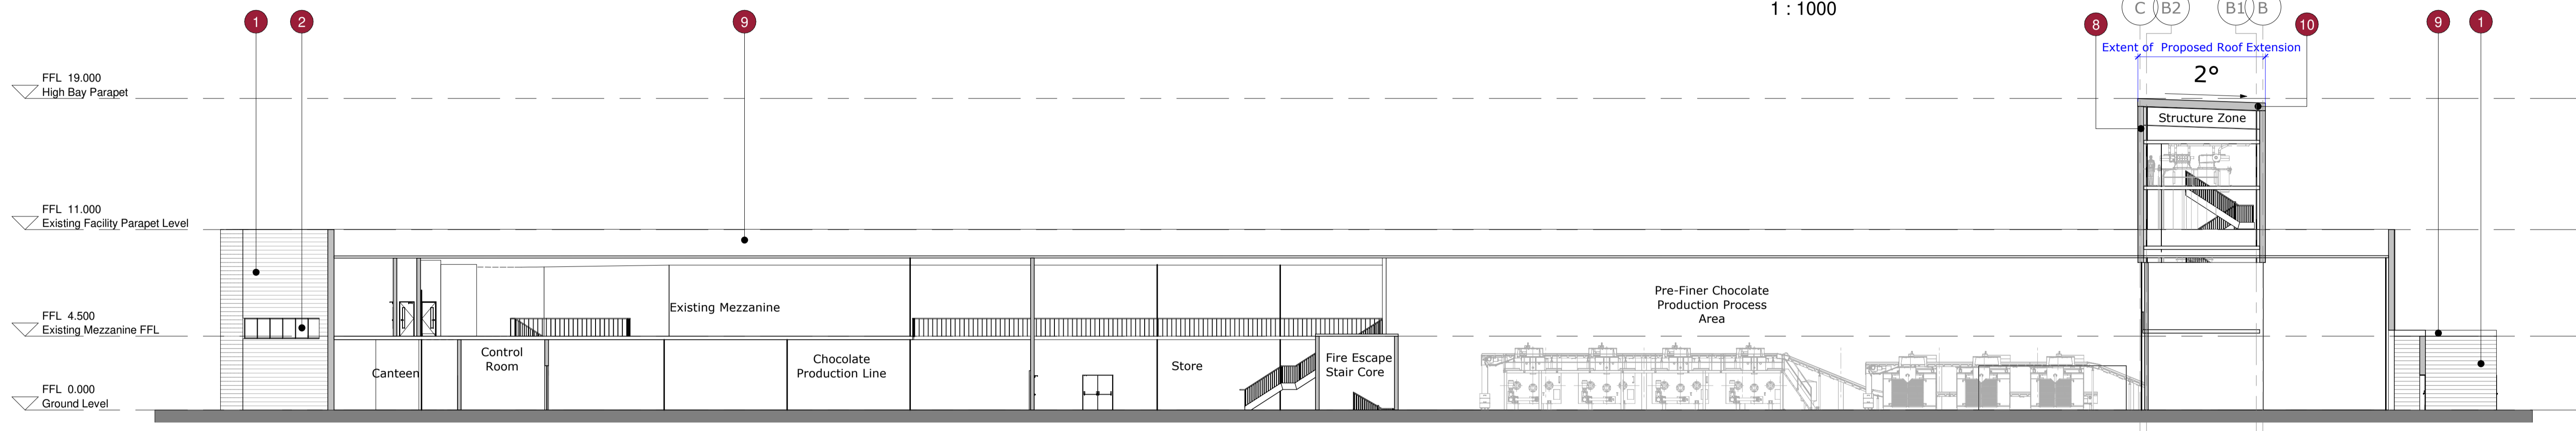 1 : 1000
1
2
9
8
C
B2
B1
B
10
9
1
Extent of  Proposed Roof Extension
2°
FFL  19.000
High Bay Parapet
Structure Zone
FFL  11.000
Existing Facility Parapet Level
FFL  4.500
Existing Mezzanine FFL
Existing Mezzanine
Pre-Finer Chocolate
Production Process
Area
Canteen
Control
Room
Chocolate
Production Line
Store
Fire Escape
Stair Core
FFL  0.000
Ground Level